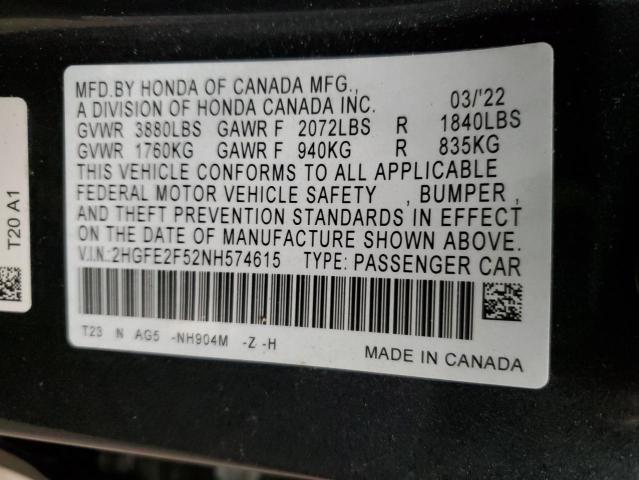 MFD.BY HONDA OF CANADA MFG.,
A DIVISION OF HONDA CANADA INC. 03/'22
GVWR 3880LBS GAWR F 2072LBS R 1840LBS
GVWR 1760KG GAWR F 940KG R 835KG
THIS VEHICLE CONFORMS TO ALL APPLICABLE
FEDERAL MOTOR VEHICLE SAFETY , BUMPER ,
AND THEFT PREVENTION STANDARDS IN EFFECT
ON THE DATE OF MANUFACTURE SHOWN ABOVE.
V.I.N.:2HGFE2F52NH574615 TYPE: PASSENGER CAR
T23 N AG5 -NH904M -Z -H
MADE IN CANADA
T20 A1